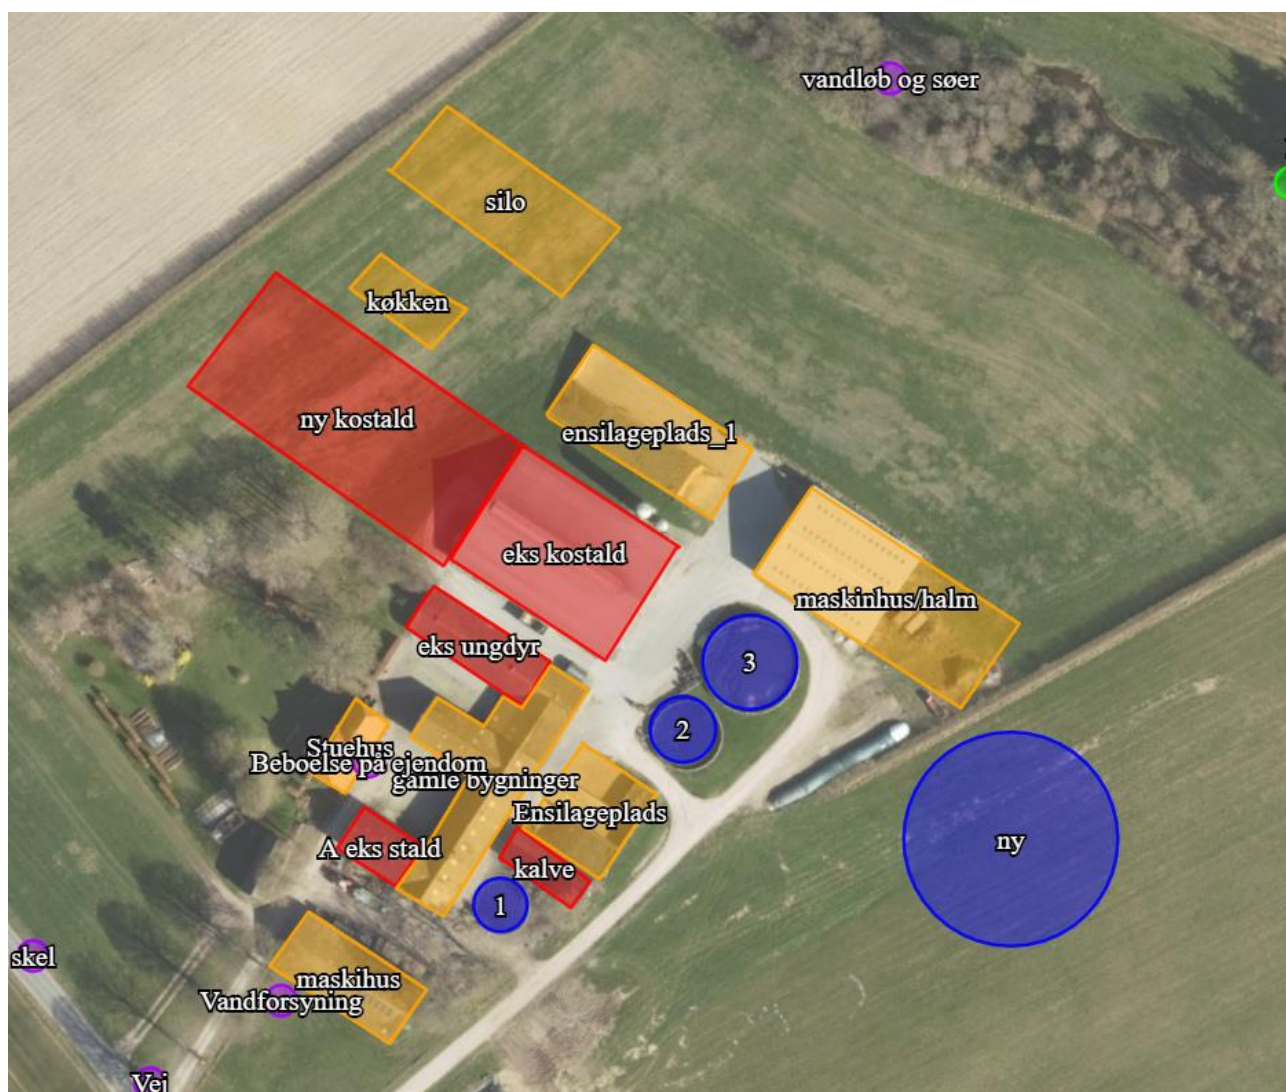 vandløb og søer
silo
køkken
ny kostald
ensilageplads_1
eks kostald
maskinhus/halm
eks ungdyr
3
2
Stuehus
Beboelse på ejendom
gamle bygninger
Ensilageplads
ny
A eks stald
kalve
1
skel
maskihus
Vandforsyning
Vej